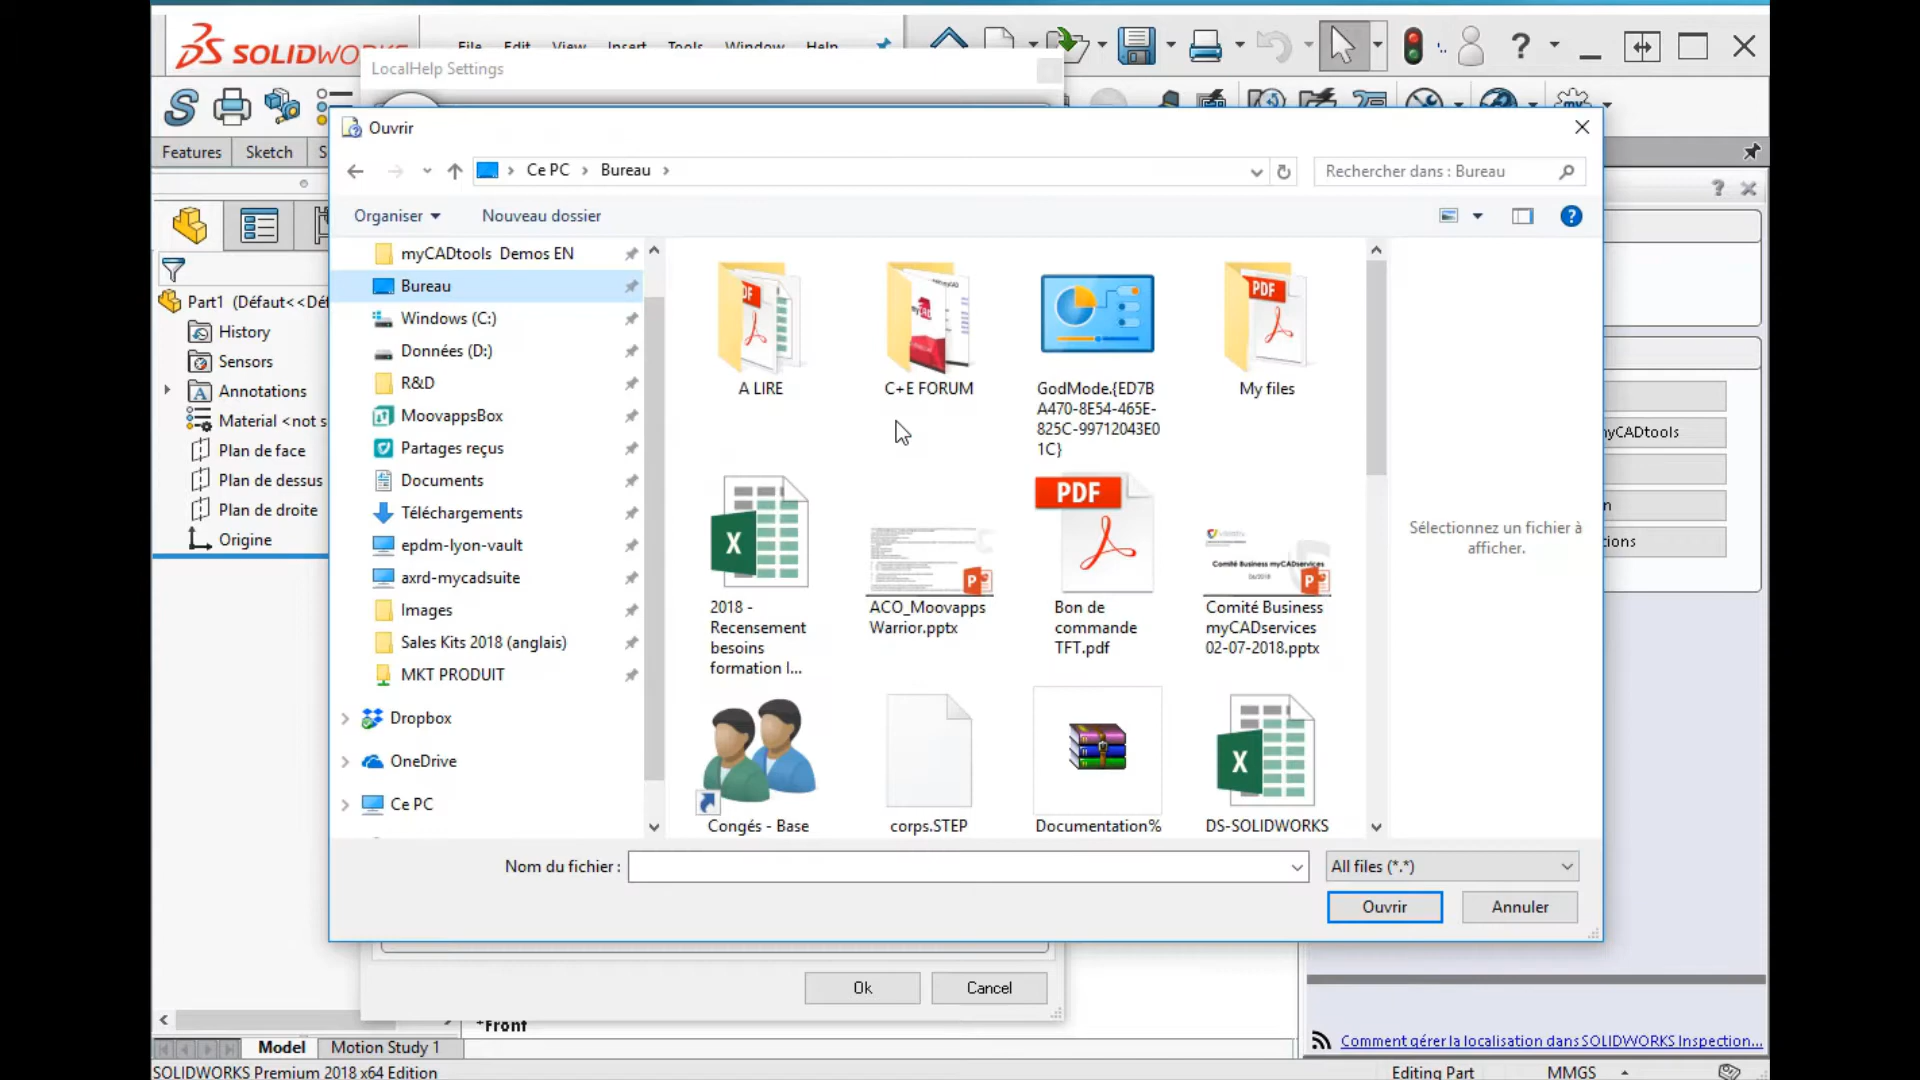 SOLIDWO
File Edit View Insert Tools Window Help
LocalHelp Settings
Features Sketch S
Ouvrir
Ce PC Bureau
Rechercher dans : Bureau
Organiser Nouveau dossier
myCADtools Demos EN
Bureau
Windows (C:)
Données (D:)
R&D
MoovappsBox
Partages reçus
Documents
Téléchargements
epdm-lyon-vault
axrd-mycadsuite
Images
Sales Kits 2018 (anglais)
MKT PRODUIT
Dropbox
OneDrive
Ce PC
Part1 (Défaut<<Dé
History
Sensors
Annotations
Material <not s
Plan de face
Plan de dessus
Plan de droite
Origine
A LIRE
C+E FORUM
GodMode.{ED7B
A470-8E54-465E-
825C-99712043E0
1C}
My files
PDF
PDF
2018 -
Recensement
besoins
formation l...
ACO_Moovapps
Warrior.pptx
Bon de
commande
TFT.pdf
Comité Business myCADservices
06/2018
Comité Business
myCADservices
02-07-2018.pptx
Congés - Base
corps.STEP
Documentation%
DS-SOLIDWORKS
Sélectionnez un fichier à
afficher.
yCADtools
n
tions
Nom du fichier :
All files (*.*)
Ouvrir
Annuler
Ok
Cancel
*Front
Model Motion Study 1
Comment gérer la localisation dans SOLIDWORKS Inspection...
SOLIDWORKS Premium 2018 x64 Edition
Editing Part
MMGS